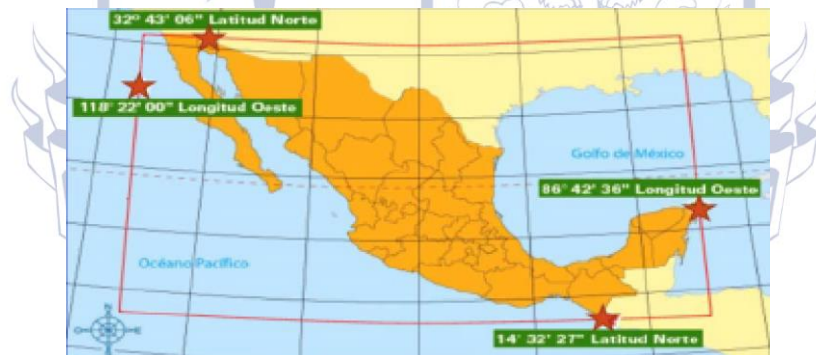 32º 43' 06" Latitud Norte
118° 22' 00" Longitud Oeste
Golfo de México
86° 42' 36" Longitud Oeste
Océano Pacífico
14° 32' 27" Latitud Norte